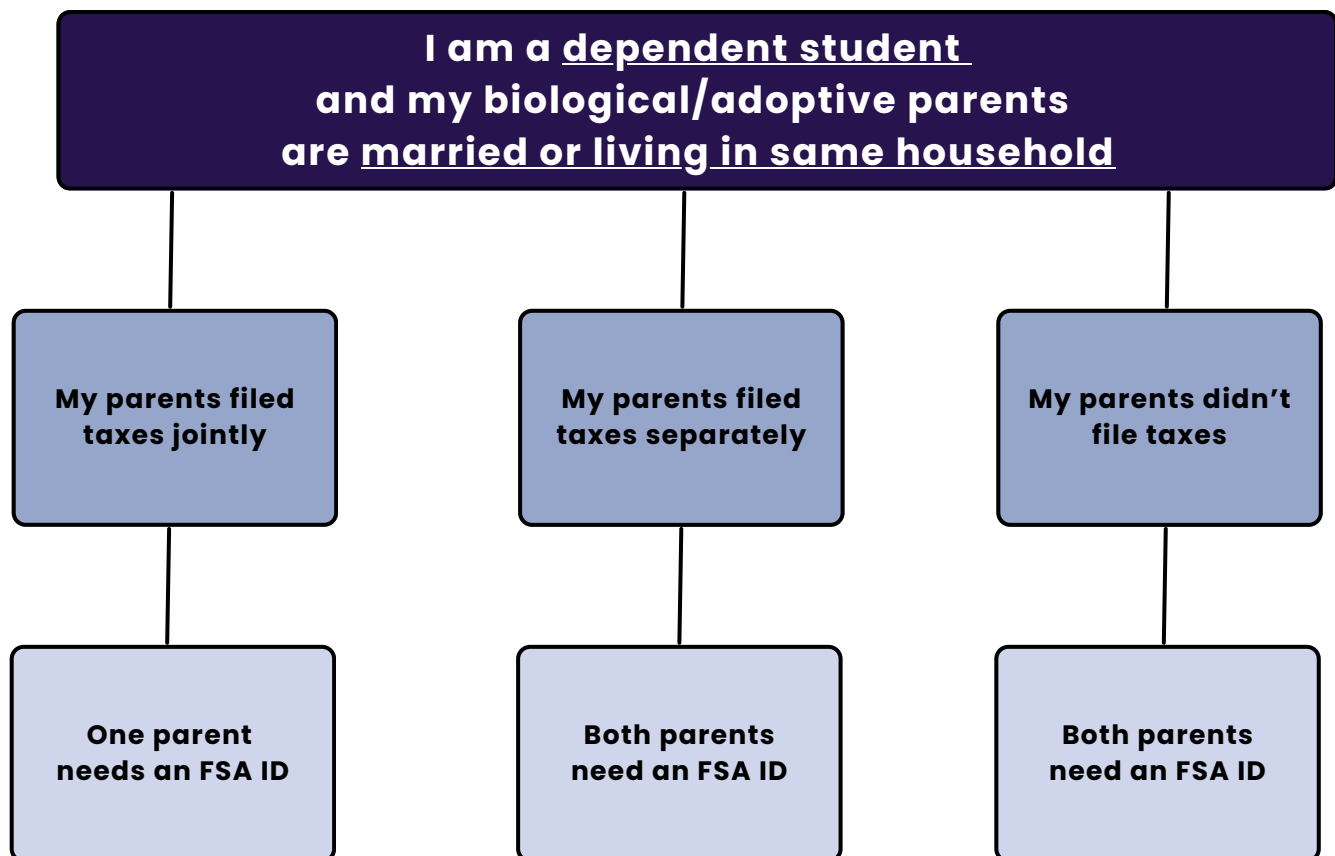 I am a dependent student
and my biological/adoptive parents
are married or living in same household
My parents filed
taxes jointly
My parents filed
taxes separately
My parents didn’t
file taxes
One parent
needs an FSA ID
Both parents
need an FSA ID
Both parents
need an FSA ID